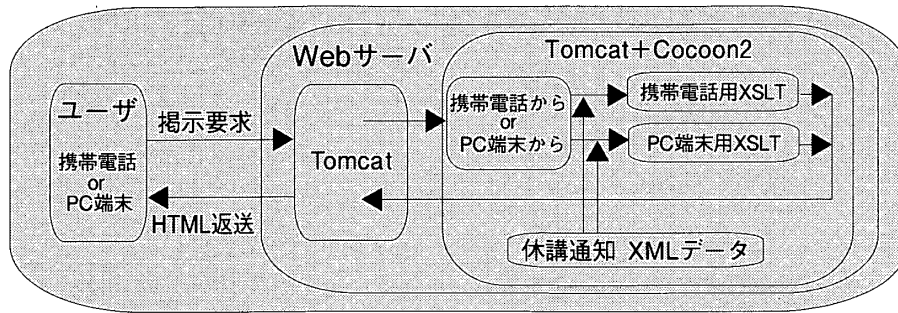 Webサーバ
Tomcat＋Cocoon2
ユーザ
携帯電話
or
PC端末
掲示要求
HTML返送
Tomcat
携帯電話から
or
PC端末から
携帯電話用XSLT
PC端末用XSLT
休講通知 XMLデータ